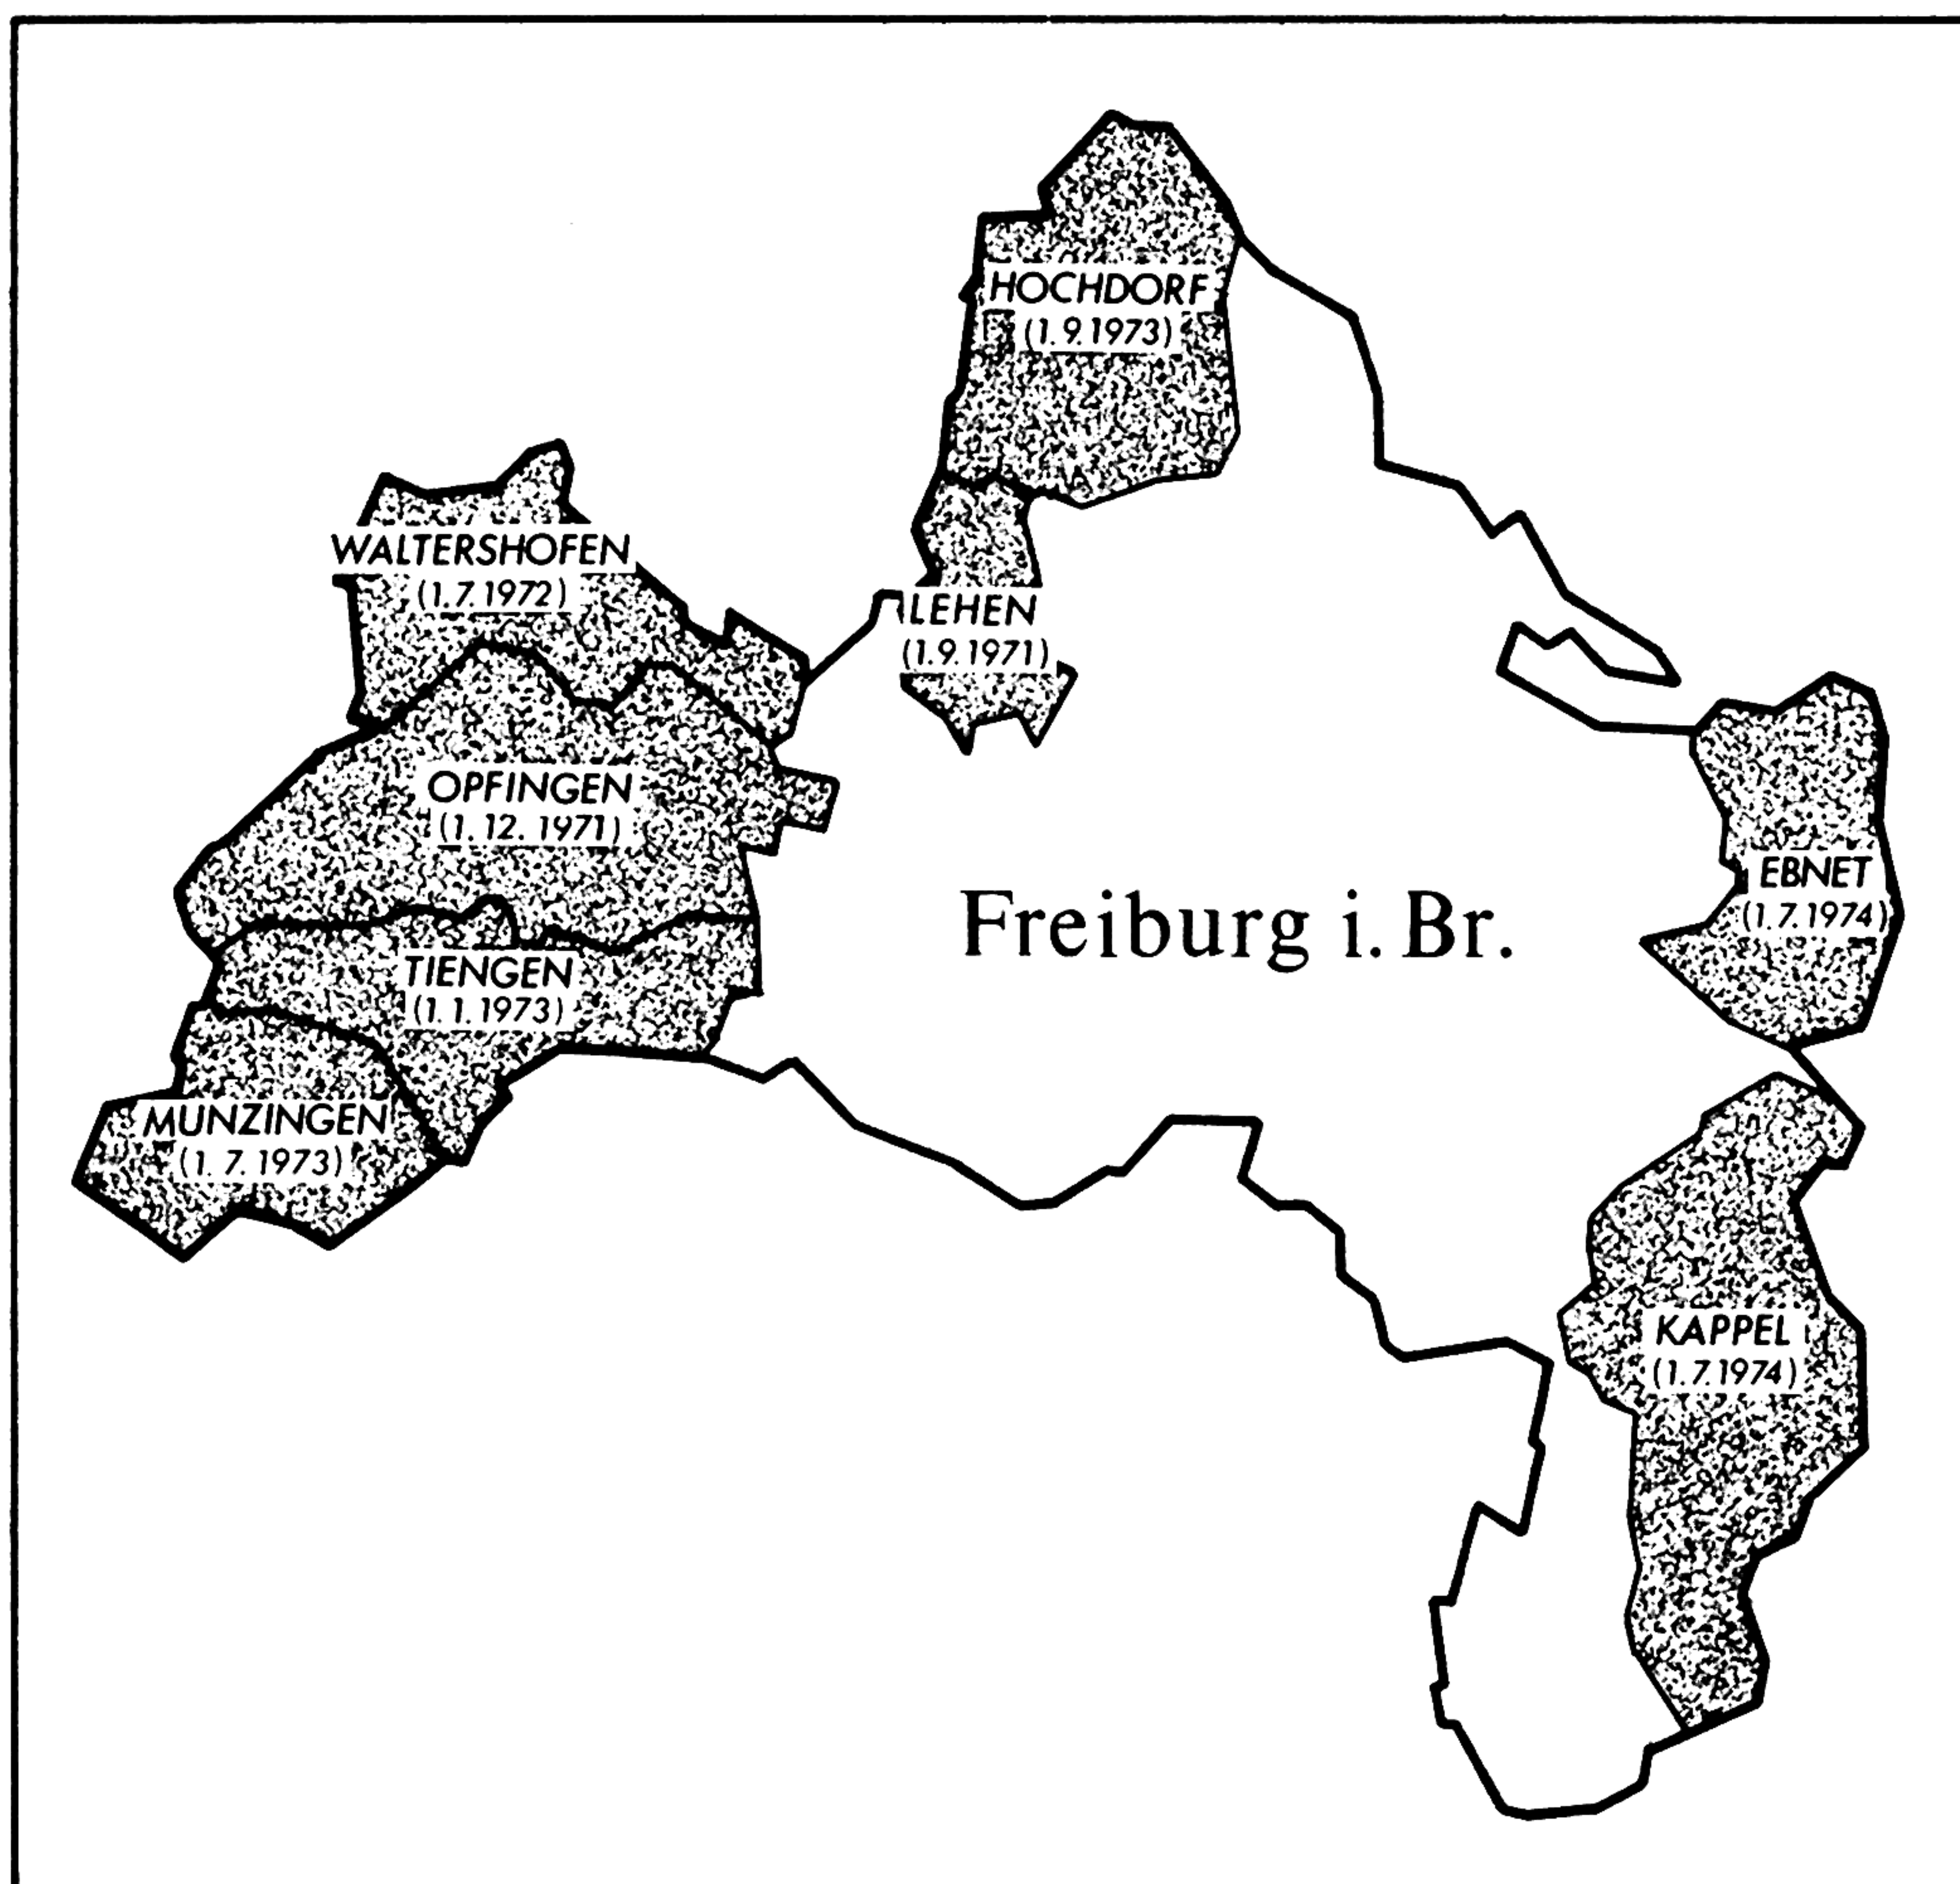 HOCHDORF
(1.9.1973)
WALTERSHOFEN
(1.7.1972)
LEHEN
(1.9.1971)
OPFINGEN
(1.12.1971)
EBNET
(1.7.1974)
Freiburg i. Br.
TIENGEN
(1.1.1973)
MUNZINGEN
(1.7.1973)
KAPPEL
(1.7.1974)